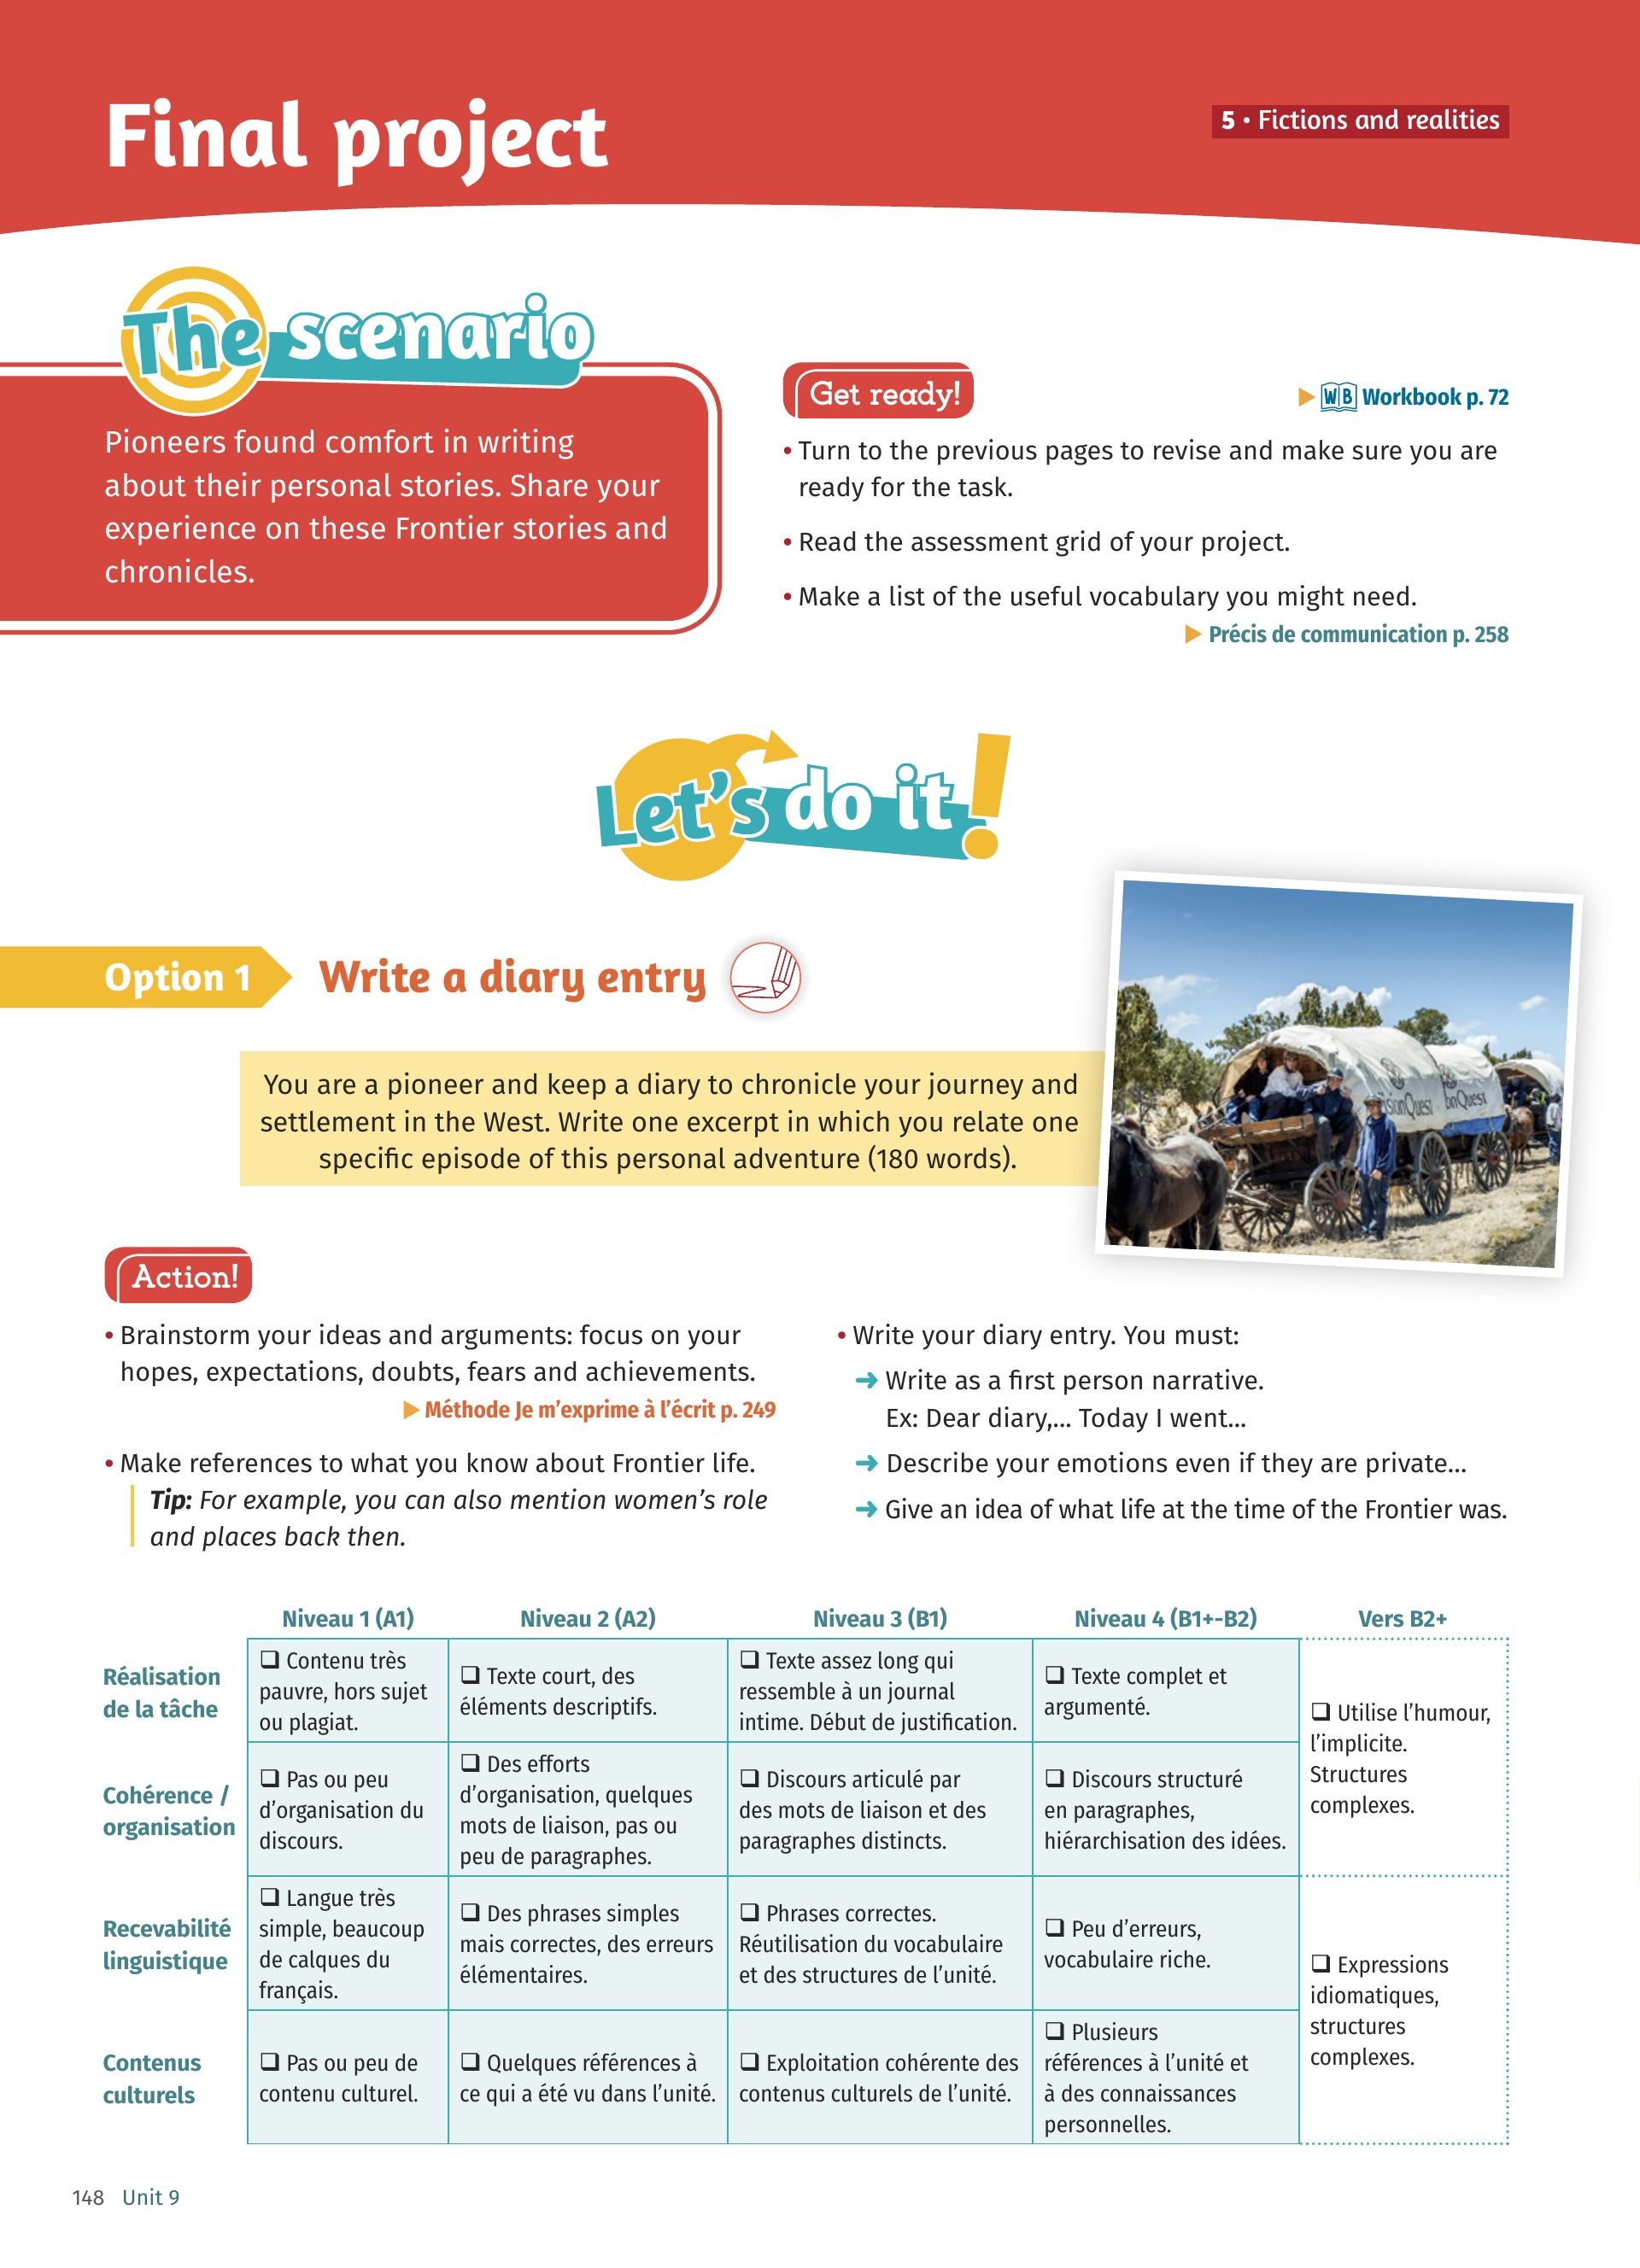 Final project
5 • Fictions and realities
The scenario
Pioneers found comfort in writing
about their personal stories. Share your
experience on these Frontier stories and
chronicles.
Get ready!
WB Workbook p. 72
• Turn to the previous pages to revise and make sure you are
ready for the task.
• Read the assessment grid of your project.
• Make a list of the useful vocabulary you might need.
Précis de communication p. 258
Let's do it!
Option 1
Write a diary entry
You are a pioneer and keep a diary to chronicle your journey and
settlement in the West. Write one excerpt in which you relate one
specific episode of this personal adventure (180 words).
Action!
• Brainstorm your ideas and arguments: focus on your
hopes, expectations, doubts, fears and achievements.
Méthode Je m'exprime à l'écrit p. 249
• Make references to what you know about Frontier life.
Tip: For example, you can also mention women's role
and places back then.
• Write your diary entry. You must:
➜ Write as a first person narrative.
Ex: Dear diary,... Today I went...
➜ Describe your emotions even if they are private...
➜ Give an idea of what life at the time of the Frontier was.
Niveau 1 (A1)
Niveau 2 (A2)
Niveau 3 (B1)
Niveau 4 (B1+-B2)
Vers B2+
Réalisation
de la tâche
❑ Contenu très
pauvre, hors sujet
ou plagiat.
❑ Texte court, des
éléments descriptifs.
❑ Texte assez long qui
ressemble à un journal
intime. Début de justification.
❑ Texte complet et
argumenté.
❑ Utilise l'humour,
l'implicite.
Structures
complexes.
Cohérence /
organisation
❑ Pas ou peu
d'organisation du
discours.
❑ Des efforts
d'organisation, quelques
mots de liaison, pas ou
peu de paragraphes.
❑ Discours articulé par
des mots de liaison et des
paragraphes distincts.
❑ Discours structuré
en paragraphes,
hiérarchisation des idées.
Recevabilité
linguistique
❑ Langue très
simple, beaucoup
de calques du
français.
❑ Des phrases simples
mais correctes, des erreurs
élémentaires.
❑ Phrases correctes.
Réutilisation du vocabulaire
et des structures de l'unité.
❑ Peu d'erreurs,
vocabulaire riche.
❑ Expressions
idiomatiques,
structures
complexes.
Contenus
culturels
❑ Pas ou peu de
contenu culturel.
❑ Quelques références à
ce qui a été vu dans l'unité.
❑ Exploitation cohérente des
contenus culturels de l'unité.
❑ Plusieurs
références à l'unité et
à des connaissances
personnelles.
148 Unit 9